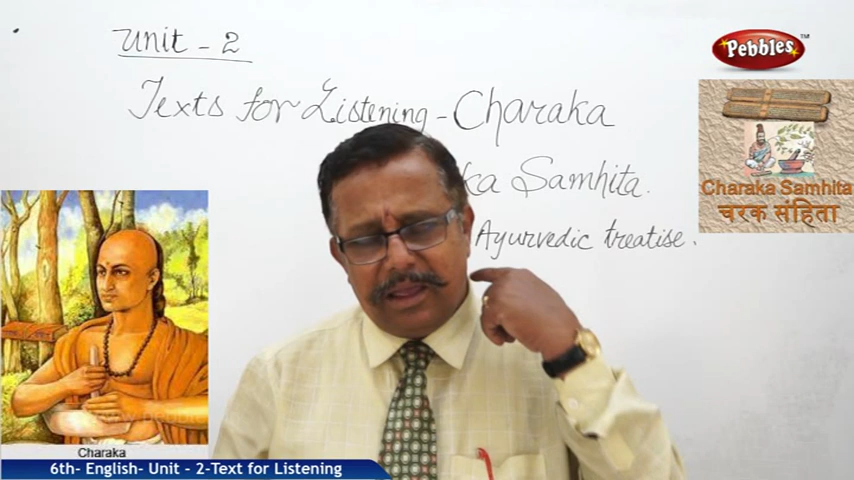 Unit - 2
Pebbles TM
Texts for Listening - Charaka
ka Samhita.
Ayurvedic treatise.
Charaka Samhita
चरक संहिता
Charaka
6th- English- Unit - 2-Text for Listening